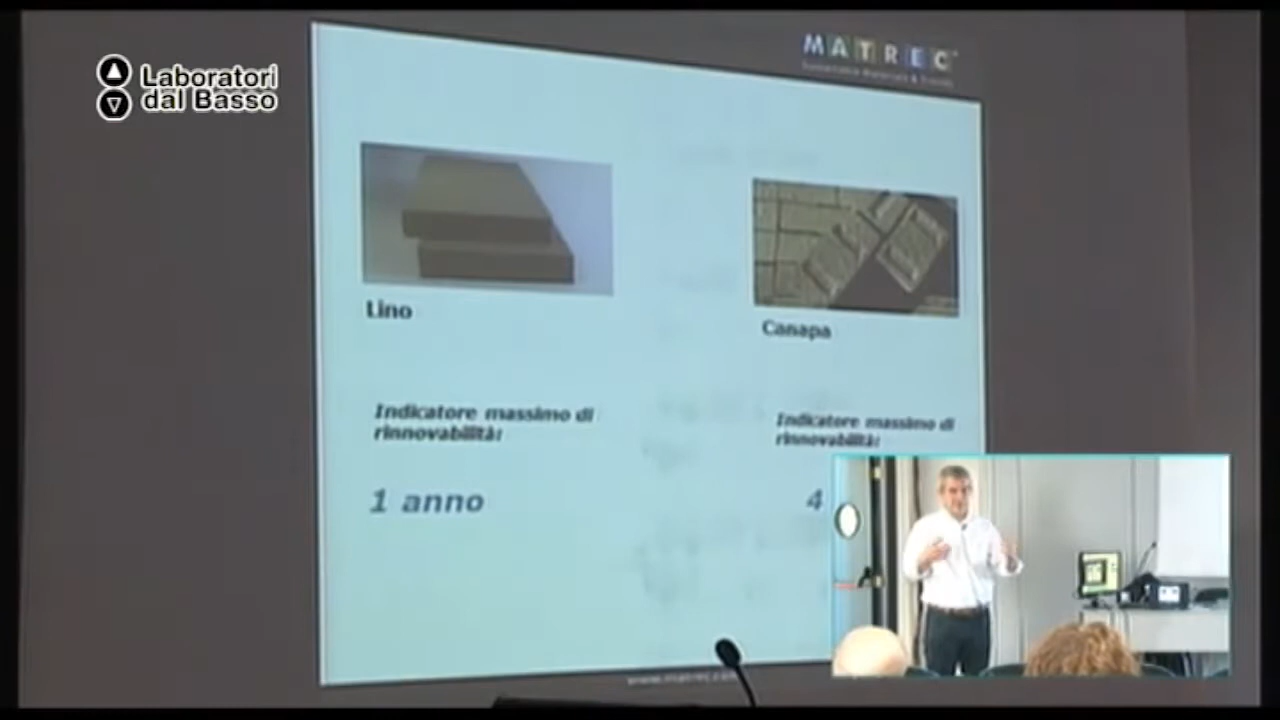 Laboratori
dal Basso
MATREC
Lino
Canapa
Indicatore massimo di
rinnovabilità:
Indicatore massimo di
rinnovabilità:
1 anno
4